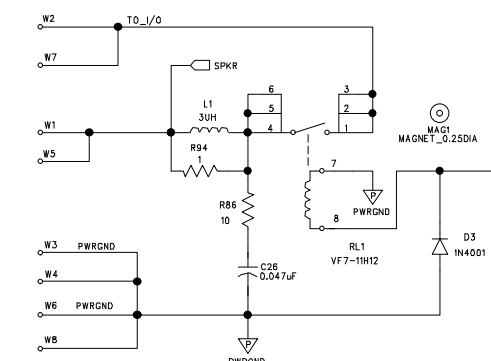 W2
TO_I/O
W7
SPKR
6
5
4
3
2
1
L1
3UH
W1
W5
R94
1
MAG1
MAGNET_0.25DIA
7
P
PWRGND
8
R86
10
RL1
VF7-11H12
D3
1N4001
W3
PWRGND
W4
C26
0.047uF
W6
PWRGND
W8
P
PWRGND